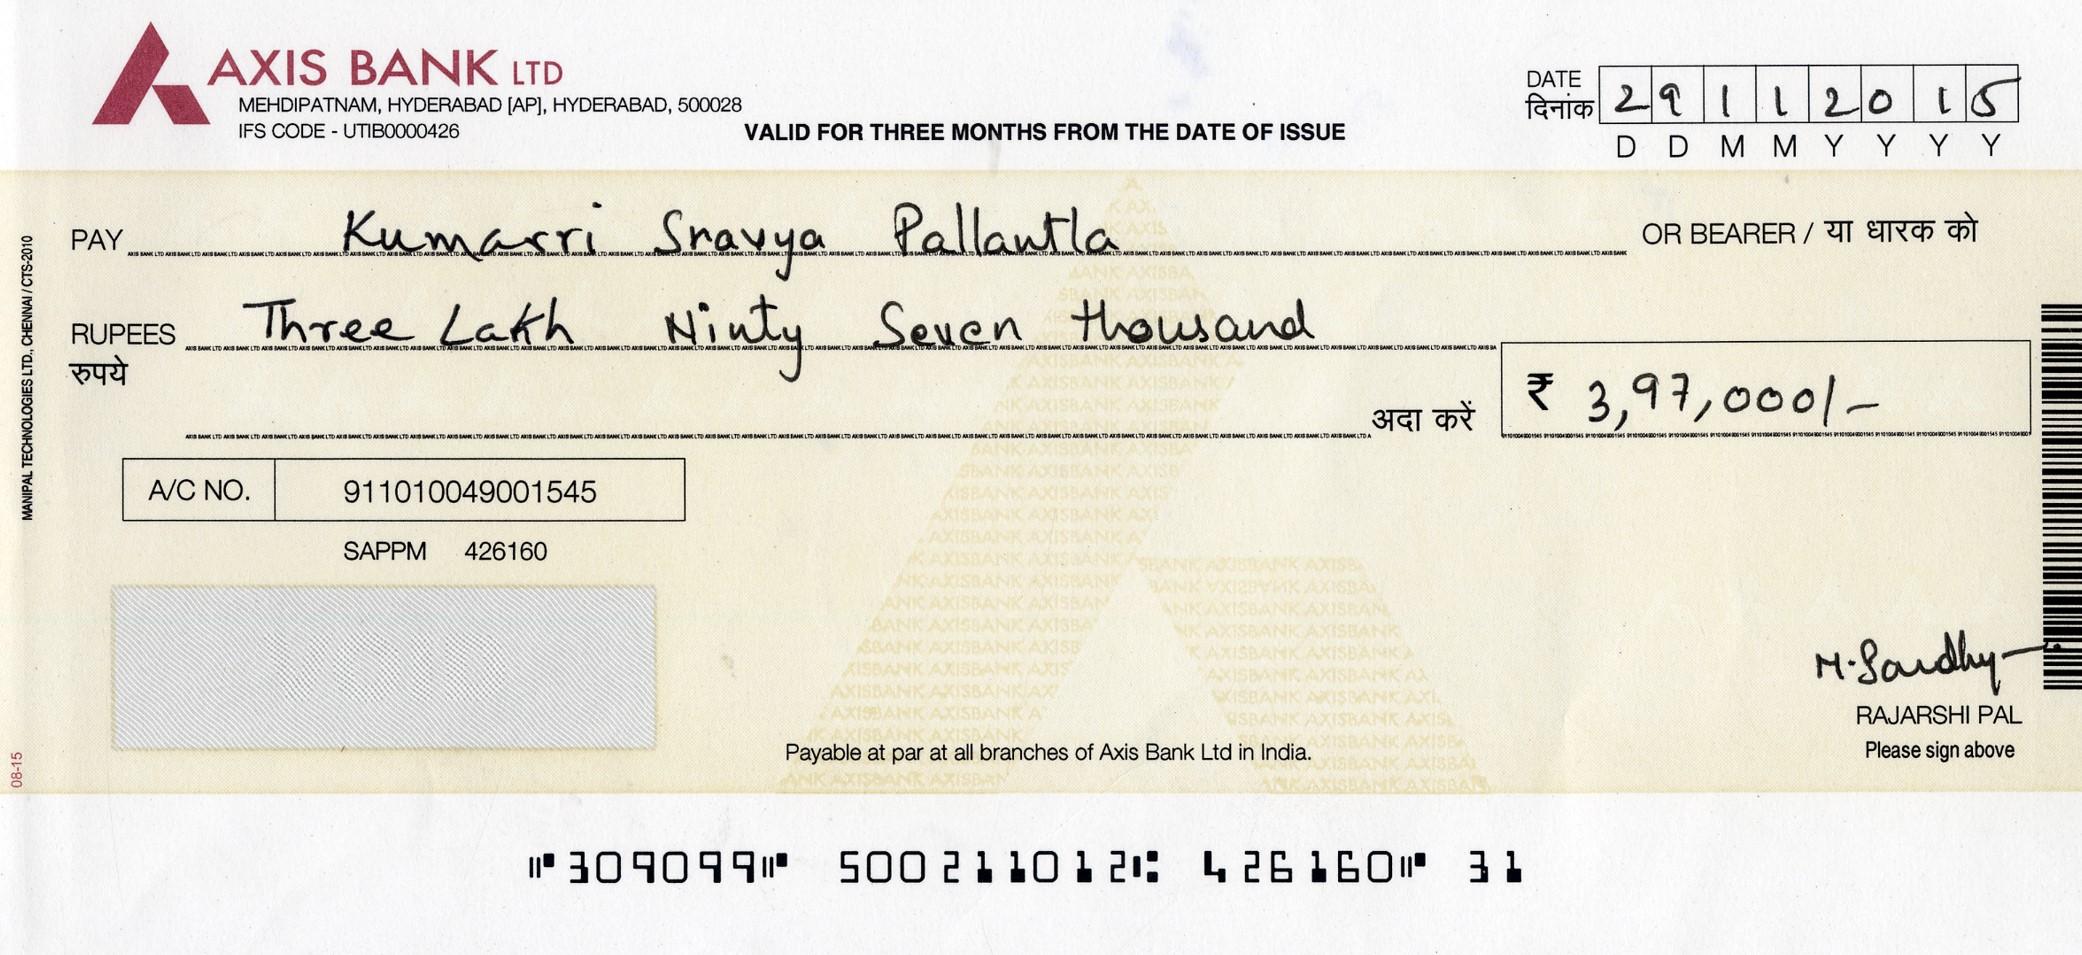 AXIS BANK LTD
MEHDIPATNAM, HYDERABAD [AP], HYDERABAD, 500028
IFS CODE - UTIB0000426
VALID FOR THREE MONTHS FROM THE DATE OF ISSUE
DATE
दिनांक 2 9 1 1 2 0 1 5
D D M M Y Y Y Y
PAY Kumarri Sravya Pallantla OR BEARER / या धारक को
RUPEES Three Lakh Ninty Seven thousand
रुपये
अदा करें ₹ 3,97,000/-
A/C NO. 911010049001545
SAPPM 426160
VOID
M. Sandhy
RAJARSHI PAL
Please sign above
Payable at par at all branches of Axis Bank Ltd in India.
MANIPAL TECHNOLOGIES LTD., CHENNAI / CTS-2010
08-15
⑈309099⑈ 500211012⑆ 426160⑈ 31